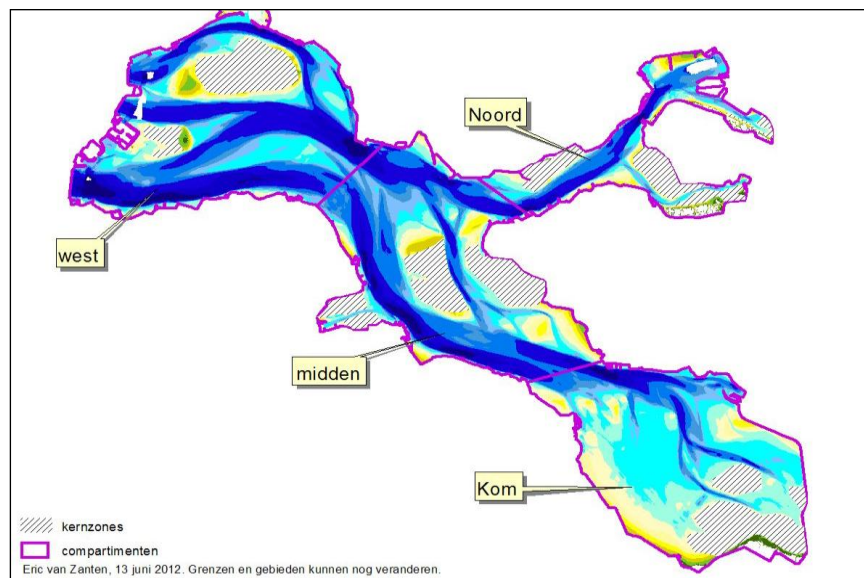 Noord
west
midden
Kom
kernzones
compartimenten
Eric van Zanten, 13 juni 2012. Grenzen en gebieden kunnen nog veranderen.